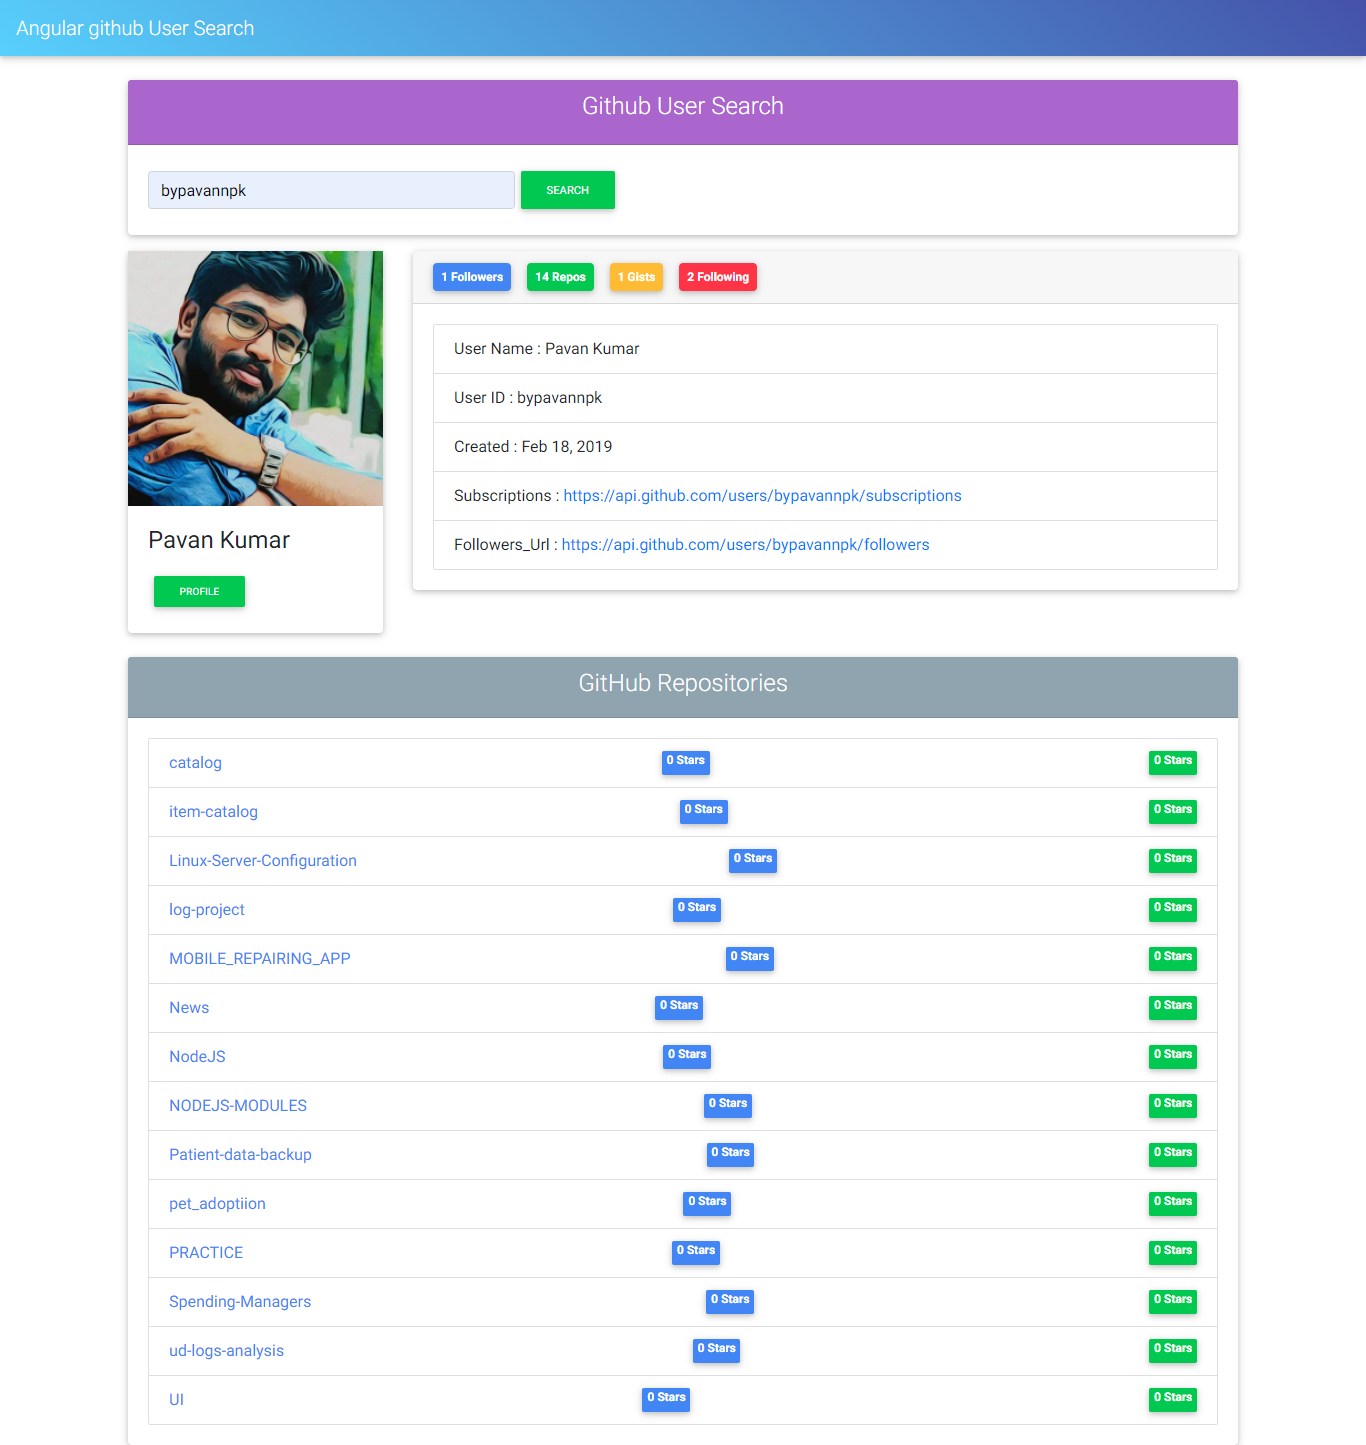 Angular github User Search
Github User Search
bypavannpk SEARCH
1 Followers 14 Repos 1 Gists 2 Following
User Name : Pavan Kumar
User ID : bypavannpk
Created : Feb 18, 2019
Subscriptions : https://api.github.com/users/bypavannpk/subscriptions
Followers_Url : https://api.github.com/users/bypavannpk/followers
Pavan Kumar
PROFILE
GitHub Repositories
catalog 0 Stars 0 Stars
item-catalog 0 Stars 0 Stars
Linux-Server-Configuration 0 Stars 0 Stars
log-project 0 Stars 0 Stars
MOBILE_REPAIRING_APP 0 Stars 0 Stars
News 0 Stars 0 Stars
NodeJS 0 Stars 0 Stars
NODEJS-MODULES 0 Stars 0 Stars
Patient-data-backup 0 Stars 0 Stars
pet_adoptiion 0 Stars 0 Stars
PRACTICE 0 Stars 0 Stars
Spending-Managers 0 Stars 0 Stars
ud-logs-analysis 0 Stars 0 Stars
UI 0 Stars 0 Stars